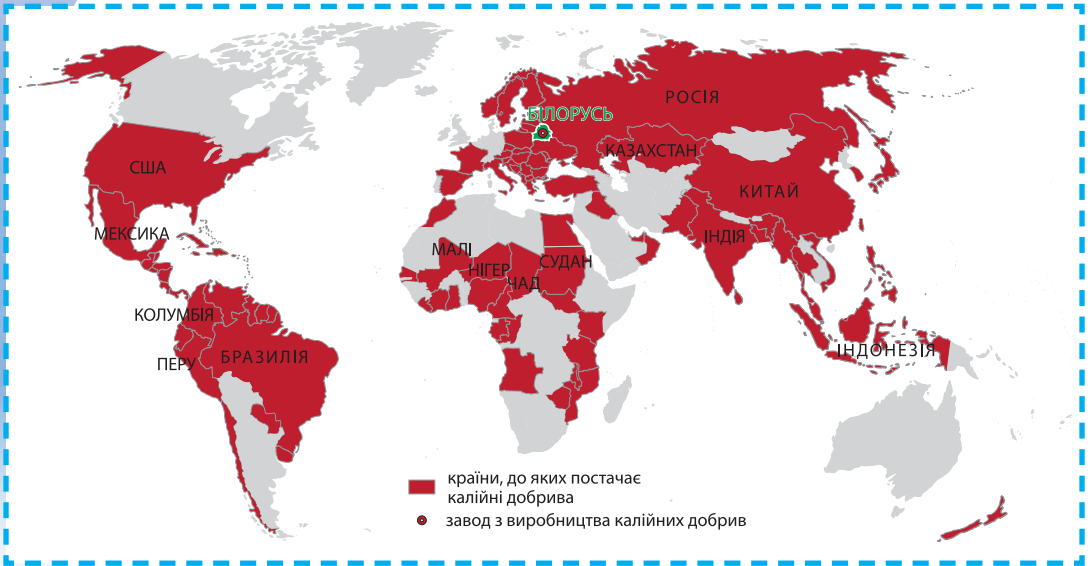 РОСІЯ
БІЛОРУСЬ
КАЗАХСТАН
США
КИТАЙ
МЕКСИКА
ІНДІЯ
МАЛІ
НІГЕР
СУДАН
ЧАД
КОЛУМБІЯ
ПЕРУ
БРАЗИЛІЯ
ІНДОНЕЗІЯ
країни, до яких постачає
калійні добрива
завод з виробництва калійних добрив